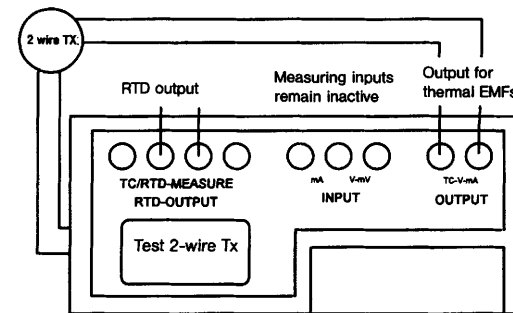 2 wire TX:
RTD output
Measuring inputs
remain inactive
Output for
thermal EMFs
TC/RTD-MEASURE
RTD-OUTPUT
mA V-mV
INPUT
TC-V-mA
OUTPUT
Test 2-wire Tx